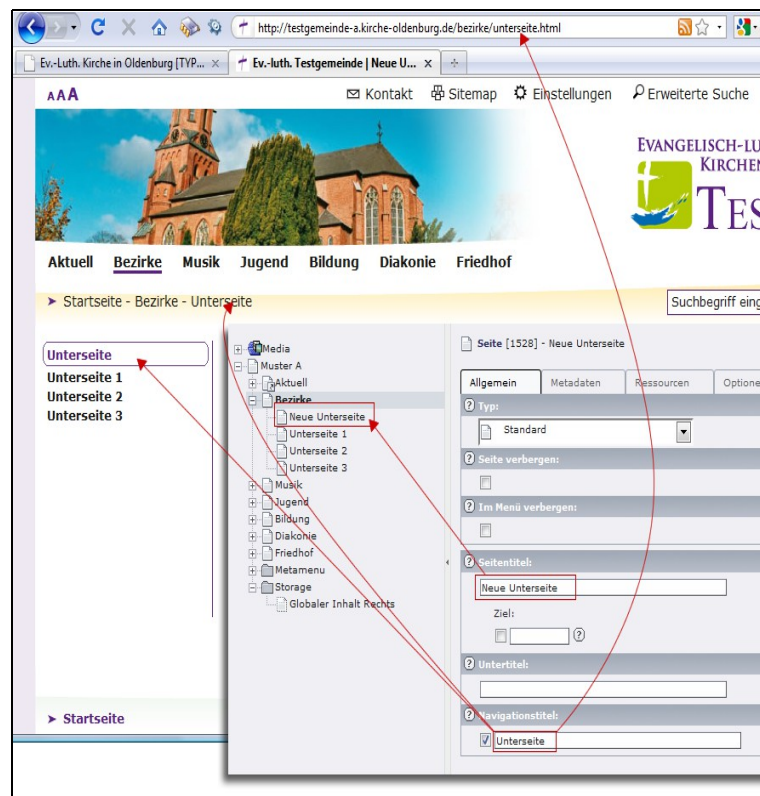 http://testgemeinde-a.kirche-oldenburg.de/bezirke/unterseite.html
Ev.-Luth. Kirche in Oldenburg [TYP...
Ev.-luth. Testgemeinde | Neue U...
AAA
Kontakt Sitemap Einstellungen Erweiterte Suche
EVANGELISCH-LU
KIRCHEN
TES
Aktuell Bezirke Musik Jugend Bildung Diakonie Friedhof
Startseite - Bezirke - Unterseite
Suchbegriff eing
Unterseite
Unterseite 1
Unterseite 2
Unterseite 3
Startseite
Media
Muster A
Aktuell
Bezirke
Neue Unterseite
Unterseite 1
Unterseite 2
Unterseite 3
Musik
Jugend
Bildung
Diakonie
Friedhof
Metamenu
Storage
Globaler Inhalt Rechts
Seite [1528] - Neue Unterseite
Allgemein Metadaten Ressourcen Optione
Typ:
Standard
Seite verbergen:
Im Menü verbergen:
Seitentitel:
Neue Unterseite
Ziel:
Untertitel:
Navigationstitel:
Unterseite